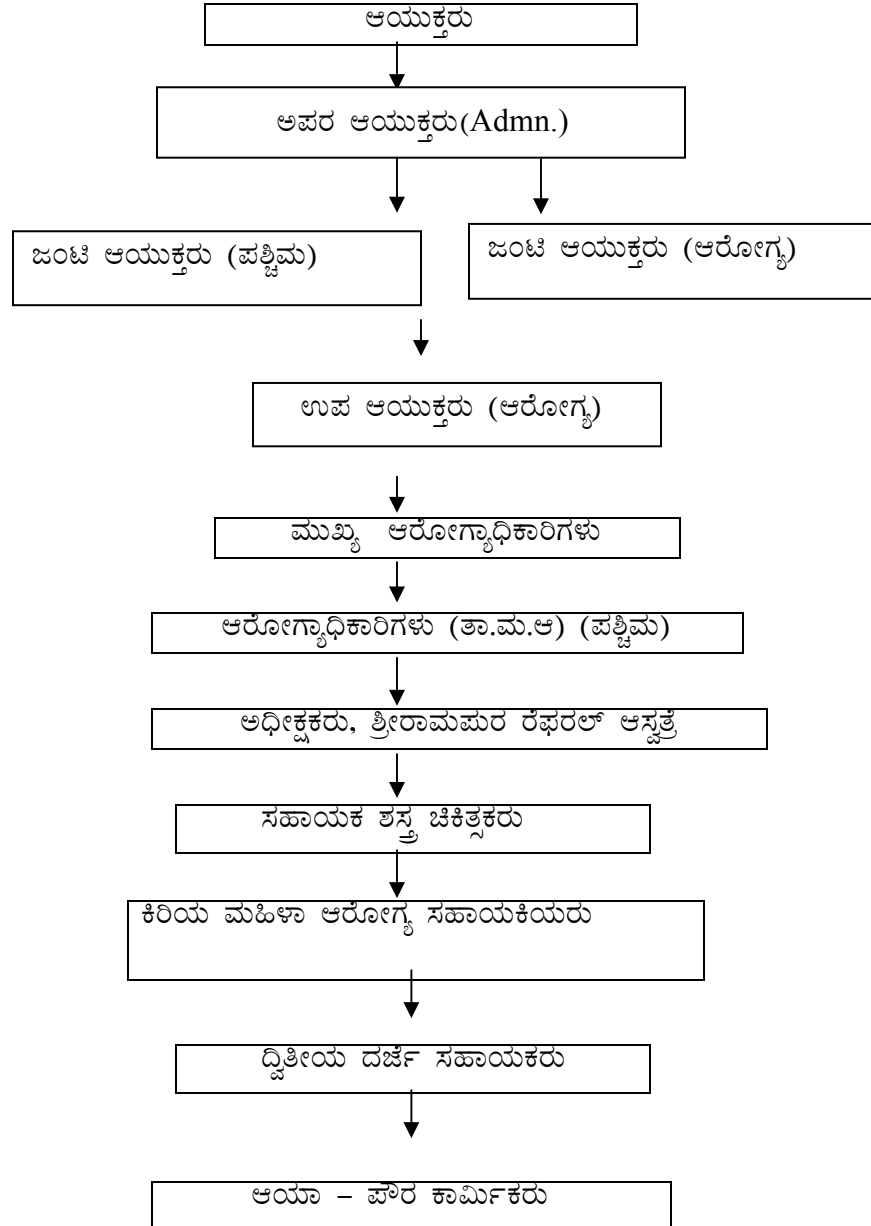 ಆಯುಕ್ತರು
ಅಪರ ಆಯುಕ್ತರು(Admn.)
ಜಂಟಿ ಆಯುಕ್ತರು (ಪಶ್ಚಿಮ)
ಜಂಟಿ ಆಯುಕ್ತರು (ಆರೋಗ್ಯ)
ಉಪ ಆಯುಕ್ತರು (ಆರೋಗ್ಯ)
ಮುಖ್ಯ ಆರೋಗ್ಯಾಧಿಕಾರಿಗಳು
ಆರೋಗ್ಯಾಧಿಕಾರಿಗಳು (ತಾ.ಮ.ಆ) (ಪಶ್ಚಿಮ)
ಅಧೀಕ್ಷಕರು, ಶ್ರೀರಾಮಪುರ ರೆಫರಲ್ ಆಸ್ಪತ್ರೆ
ಸಹಾಯಕ ಶಸ್ತ್ರ ಚಿಕಿತ್ಸಕರು
ಕಿರಿಯ ಮಹಿಳಾ ಆರೋಗ್ಯ ಸಹಾಯಕಿಯರು
ದ್ವಿತೀಯ ದರ್ಜೆ ಸಹಾಯಕರು
ಆಯಾ – ಪೌರ ಕಾರ್ಮಿಕರು